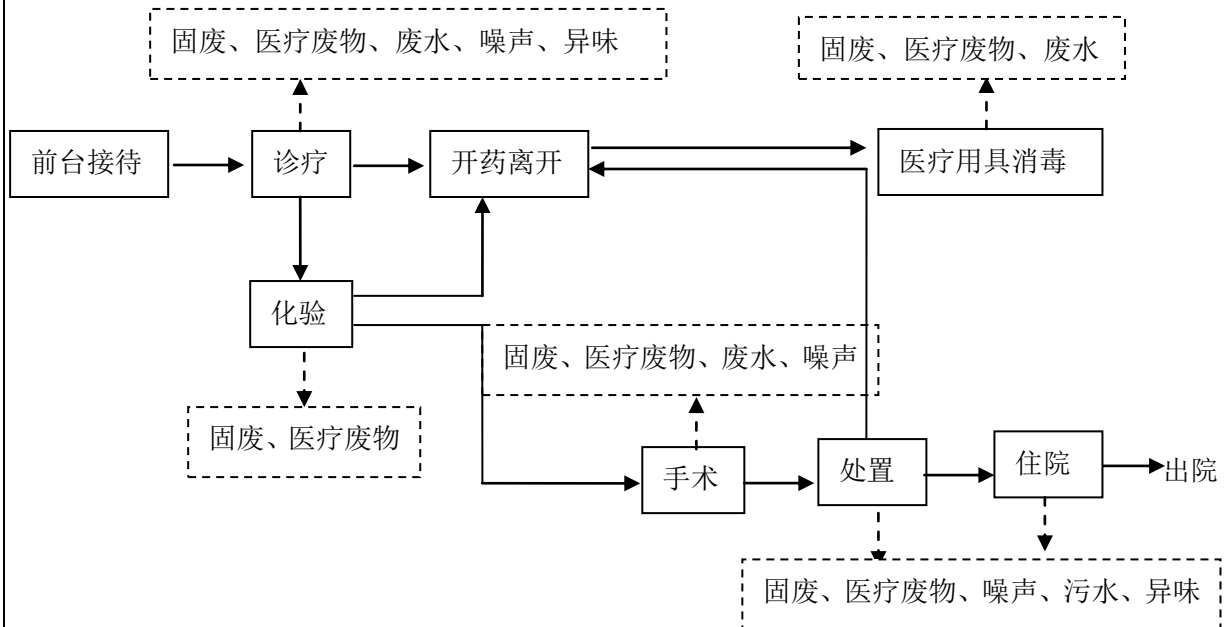 固废、医疗废物、废水、噪声、异味
固废、医疗废物、废水
前台接待
诊疗
开药离开
医疗用具消毒
化验
固废、医疗废物、废水、噪声
固废、医疗废物
手术
处置
住院
出院
固废、医疗废物、噪声、污水、异味